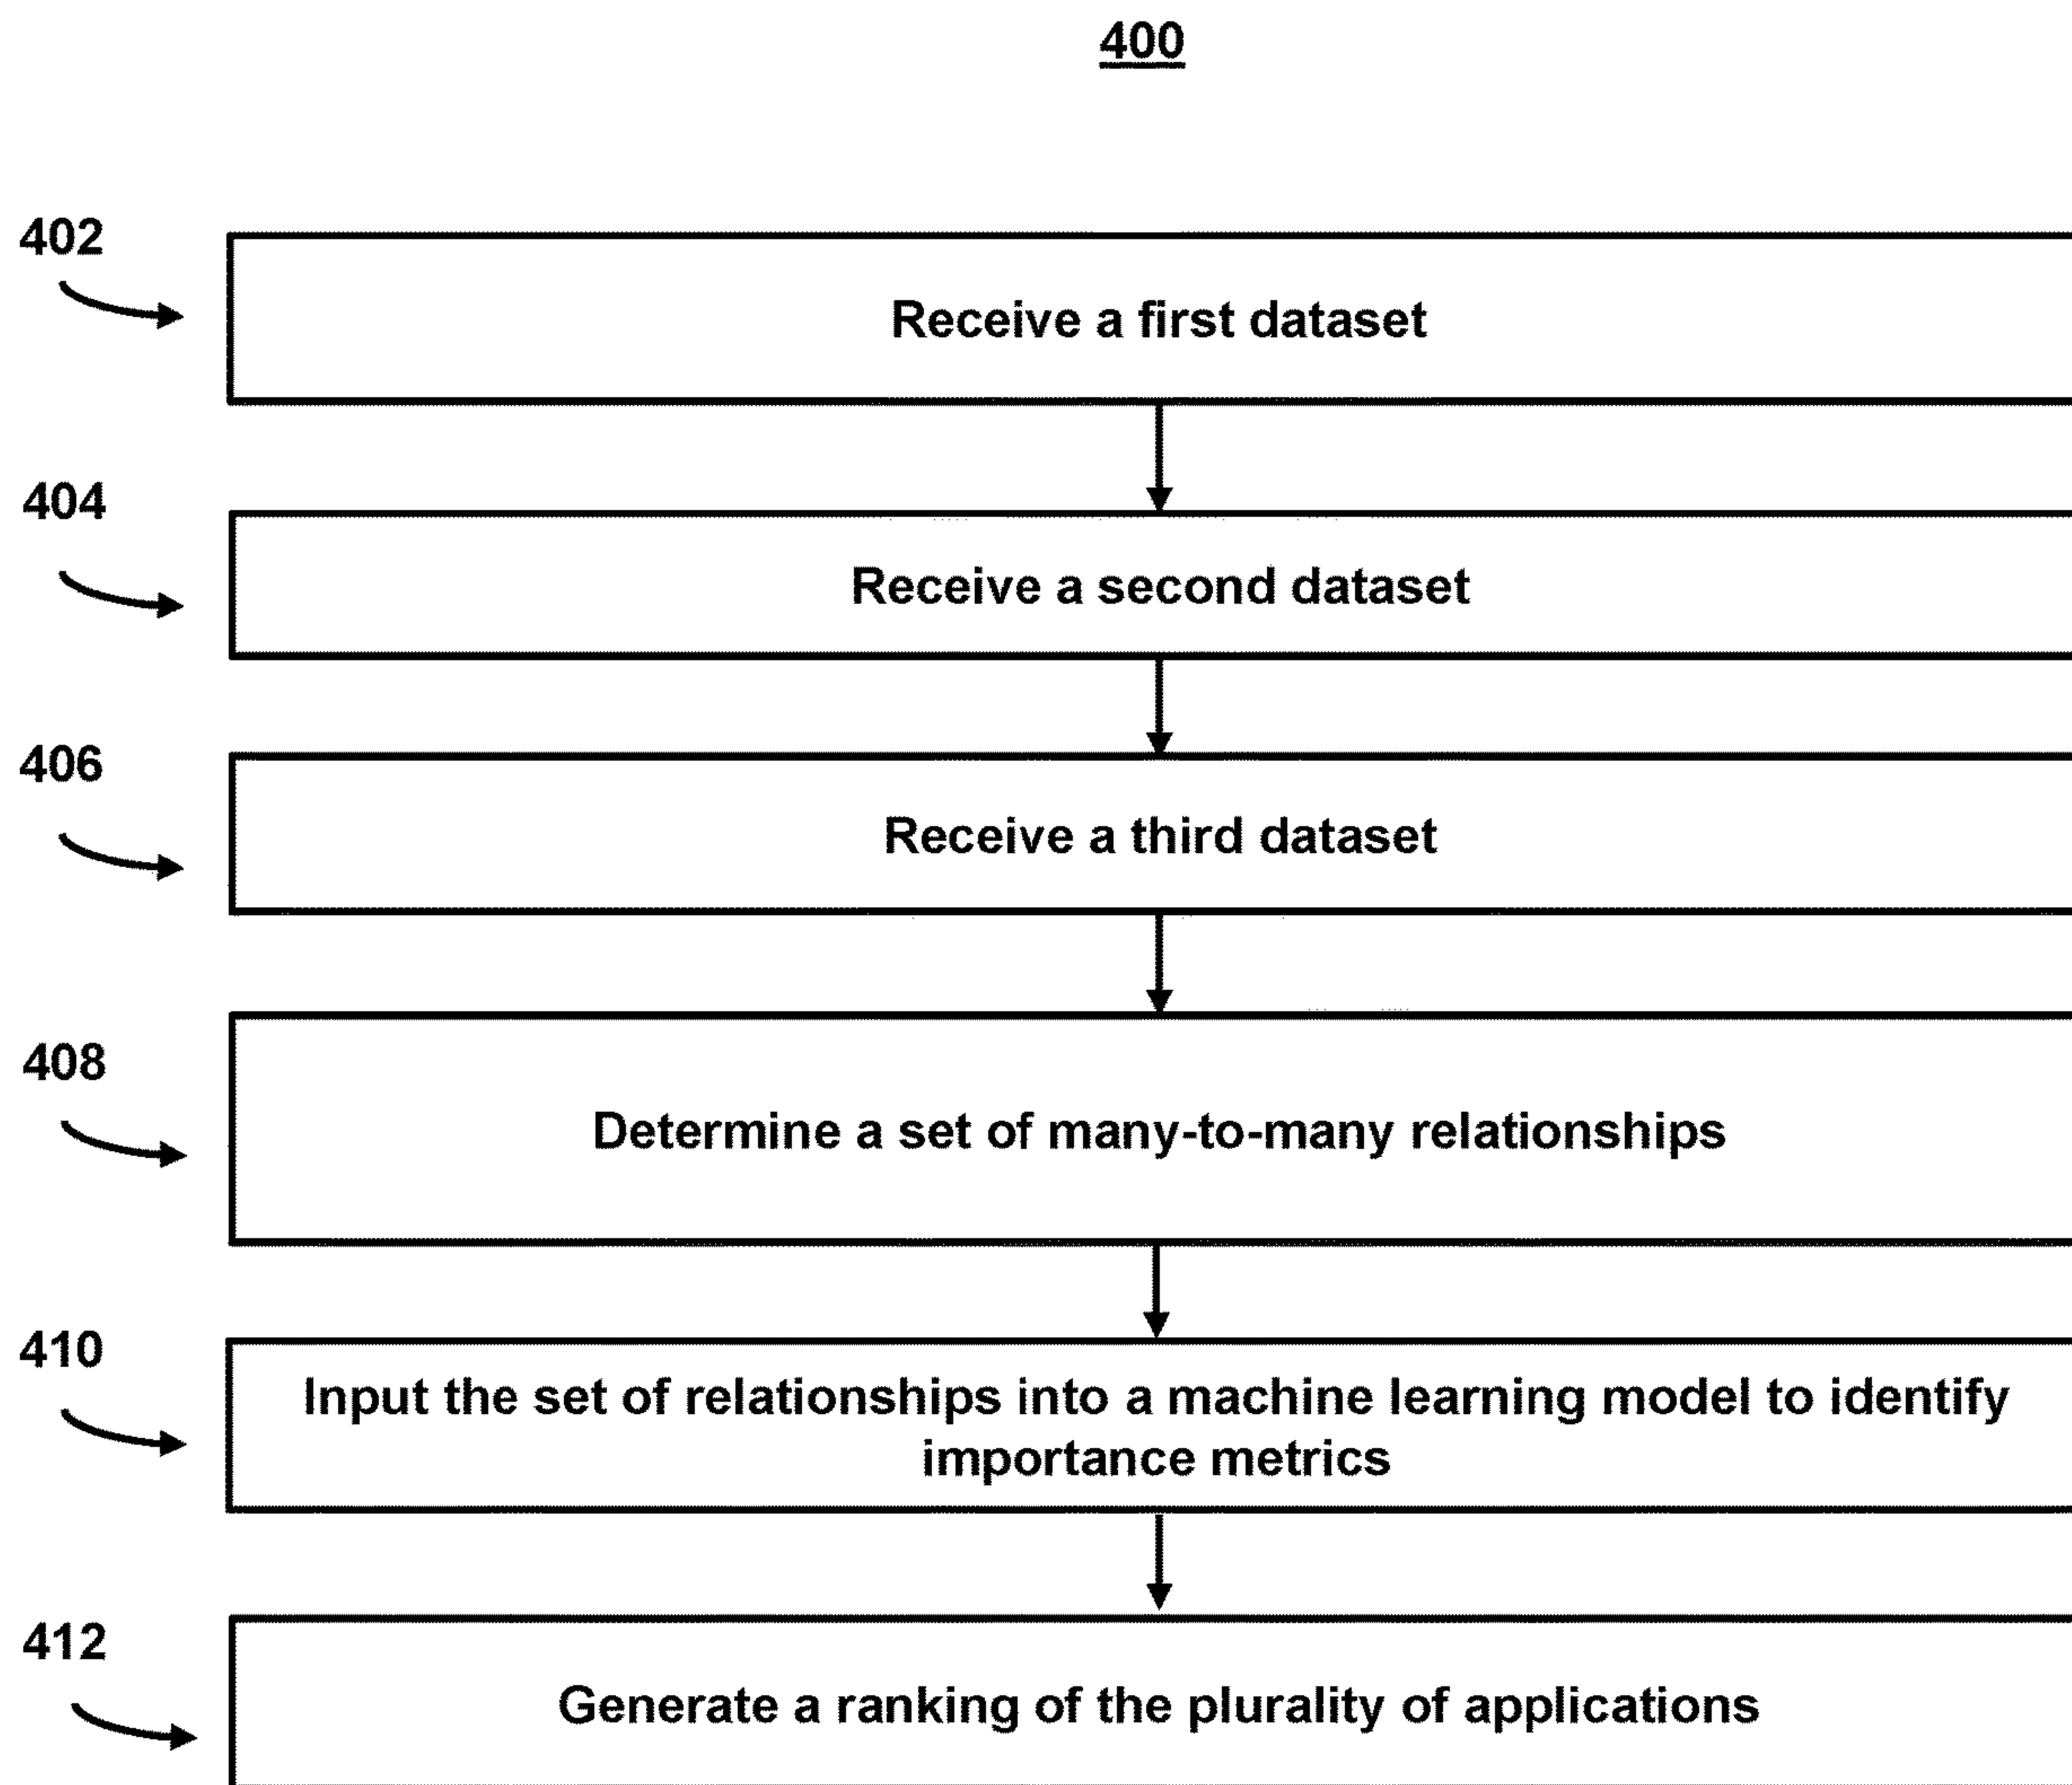 400
402
Receive a first dataset
404
Receive a second dataset
406
Receive a third dataset
408
Determine a set of many-to-many relationships
410
Input the set of relationships into a machine learning model to identify
importance metrics
412
Generate a ranking of the plurality of applications